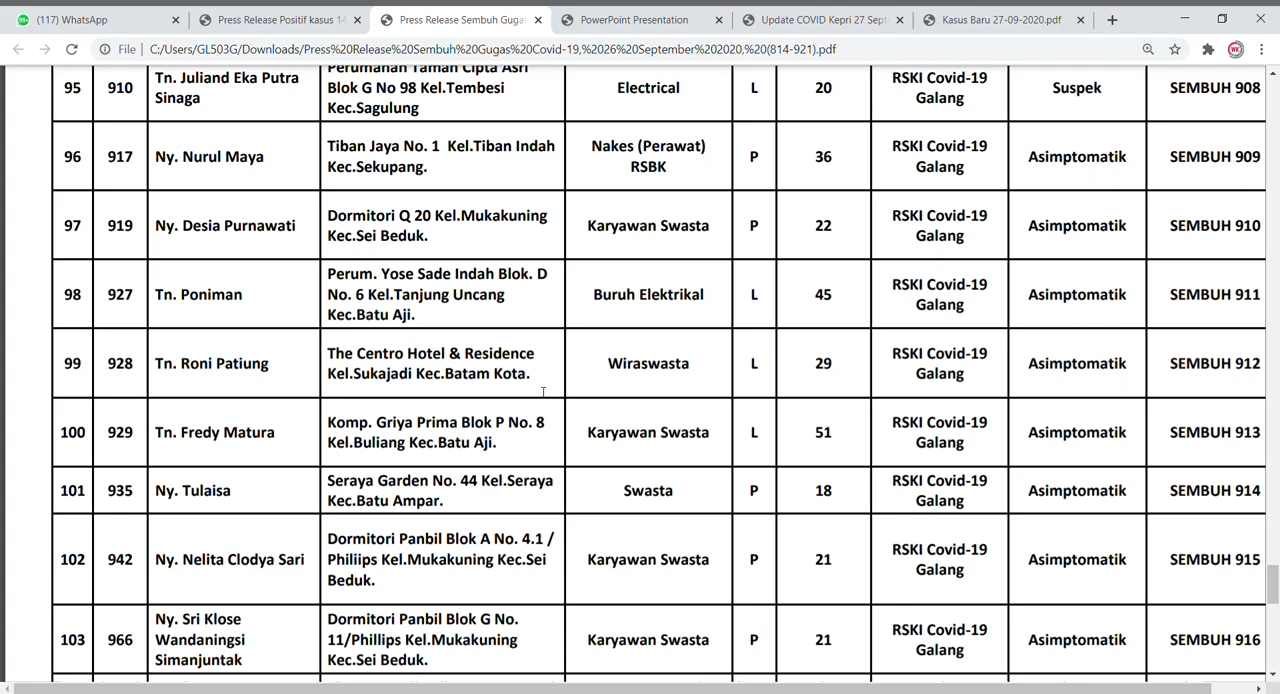 (117) WhatsApp
Press Release Positif kasus 14
Press Release Sembuh Guga
PowerPoint Presentation
Update COVID Kepri 27 Sept
Kasus Baru 27-09-2020.pdf
File
C:/Users/GL503G/Downloads/Press%20Release%20Sembuh%20Gugas%20Covid-19,%2026%20September%202020,%20(814-921).pdf
95 910 Tn. Juliand Eka Putra
Sinaga
Perumahan Taman Cipta Asri
Blok G No 98 Kel.Tembesi
Kec.Sagulung
Electrical L 20 RSKI Covid-19
Galang
Suspek SEMBUH 908
96 917 Ny. Nurul Maya Tiban Jaya No. 1 Kel.Tiban Indah
Kec.Sekupang.
Nakes (Perawat)
RSBK
P 36 RSKI Covid-19
Galang
Asimptomatik SEMBUH 909
97 919 Ny. Desia Purnawati Dormitori Q 20 Kel.Mukakuning
Kec.Sei Beduk.
Karyawan Swasta P 22 RSKI Covid-19
Galang
Asimptomatik SEMBUH 910
98 927 Tn. Poniman Perum. Yose Sade Indah Blok. D
No. 6 Kel.Tanjung Uncang
Kec.Batu Aji.
Buruh Elektrikal L 45 RSKI Covid-19
Galang
Asimptomatik SEMBUH 911
99 928 Tn. Roni Patiung The Centro Hotel & Residence
Kel.Sukajadi Kec.Batam Kota.
Wiraswasta L 29 RSKI Covid-19
Galang
Asimptomatik SEMBUH 912
100 929 Tn. Fredy Matura Komp. Griya Prima Blok P No. 8
Kel.Buliang Kec.Batu Aji.
Karyawan Swasta L 51 RSKI Covid-19
Galang
Asimptomatik SEMBUH 913
101 935 Ny. Tulaisa Seraya Garden No. 44 Kel.Seraya
Kec.Batu Ampar.
Swasta P 18 RSKI Covid-19
Galang
Asimptomatik SEMBUH 914
102 942 Ny. Nelita Clodya Sari Dormitori Panbil Blok A No. 4.1 /
Philiips Kel.Mukakuning Kec.Sei
Beduk.
Karyawan Swasta P 21 RSKI Covid-19
Galang
Asimptomatik SEMBUH 915
103 966 Ny. Sri Klose
Wandaningsi
Simanjuntak
Dormitori Panbil Blok G No.
11/Phillips Kel.Mukakuning
Kec.Sei Beduk.
Karyawan Swasta P 21 RSKI Covid-19
Galang
Asimptomatik SEMBUH 916